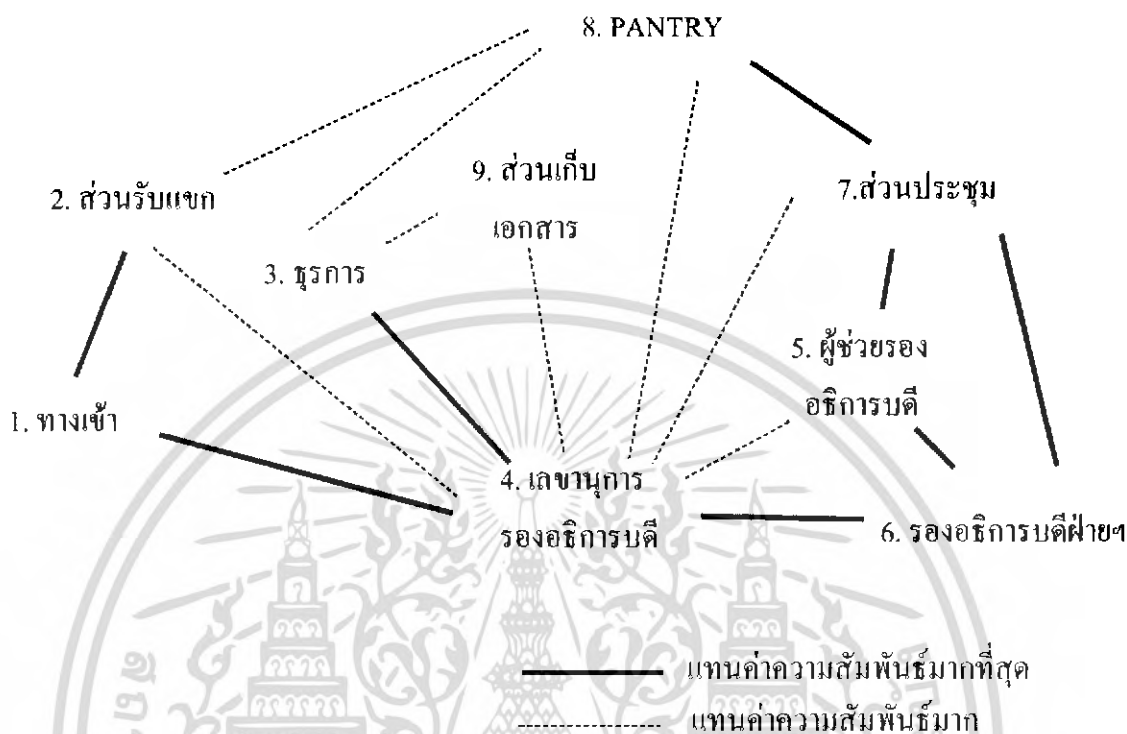 8. PANTRY
9. ส่วนเก็บ
เอกสาร
2. ส่วนรับแขก
7.ส่วนประชุม
3. ธุรการ
5. ผู้ช่วยรอง
อธิการบดี
1. ทางเข้า
4. เลขานุการ
รองอธิการบดี
6. รองอธิการบดีฝ่ายฯ
แทนค่าความสัมพันธ์มากที่สุด
แทนค่าความสัมพันธ์มาก